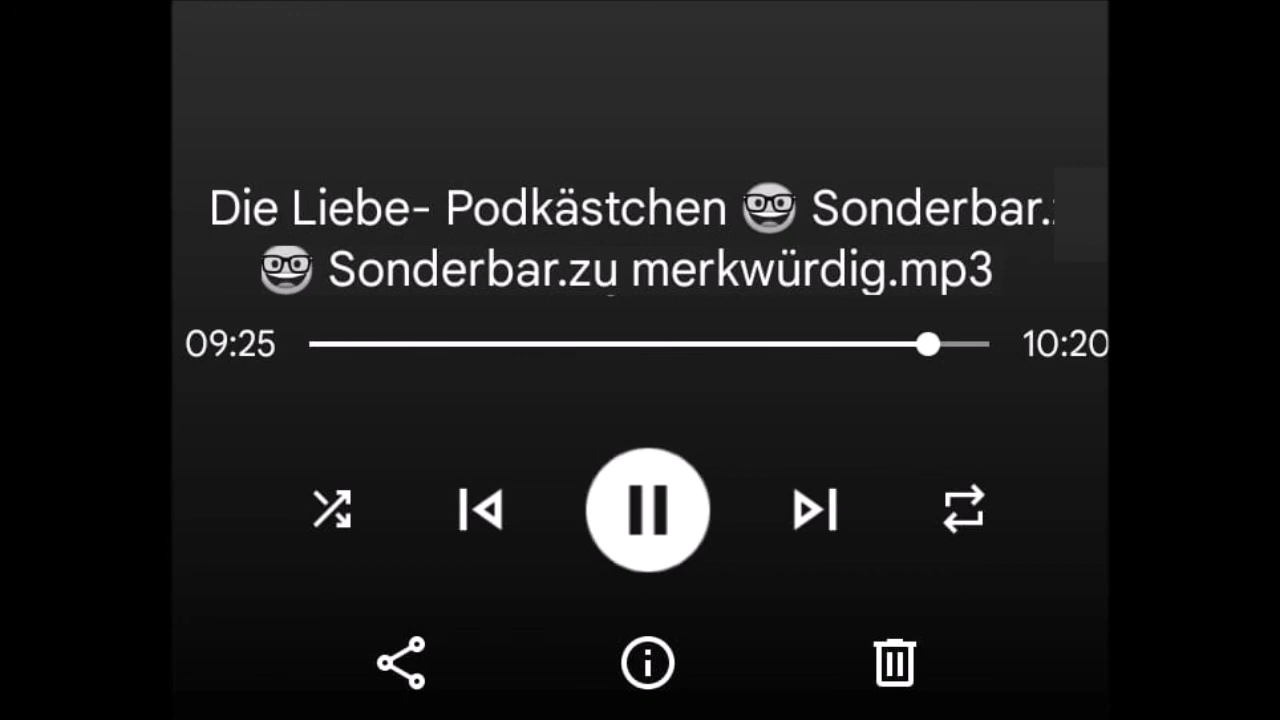 Die Liebe- Podkästchen 🤓 Sonderbar.
🤓 Sonderbar.zu merkwürdig.mp3
09:25 10:20